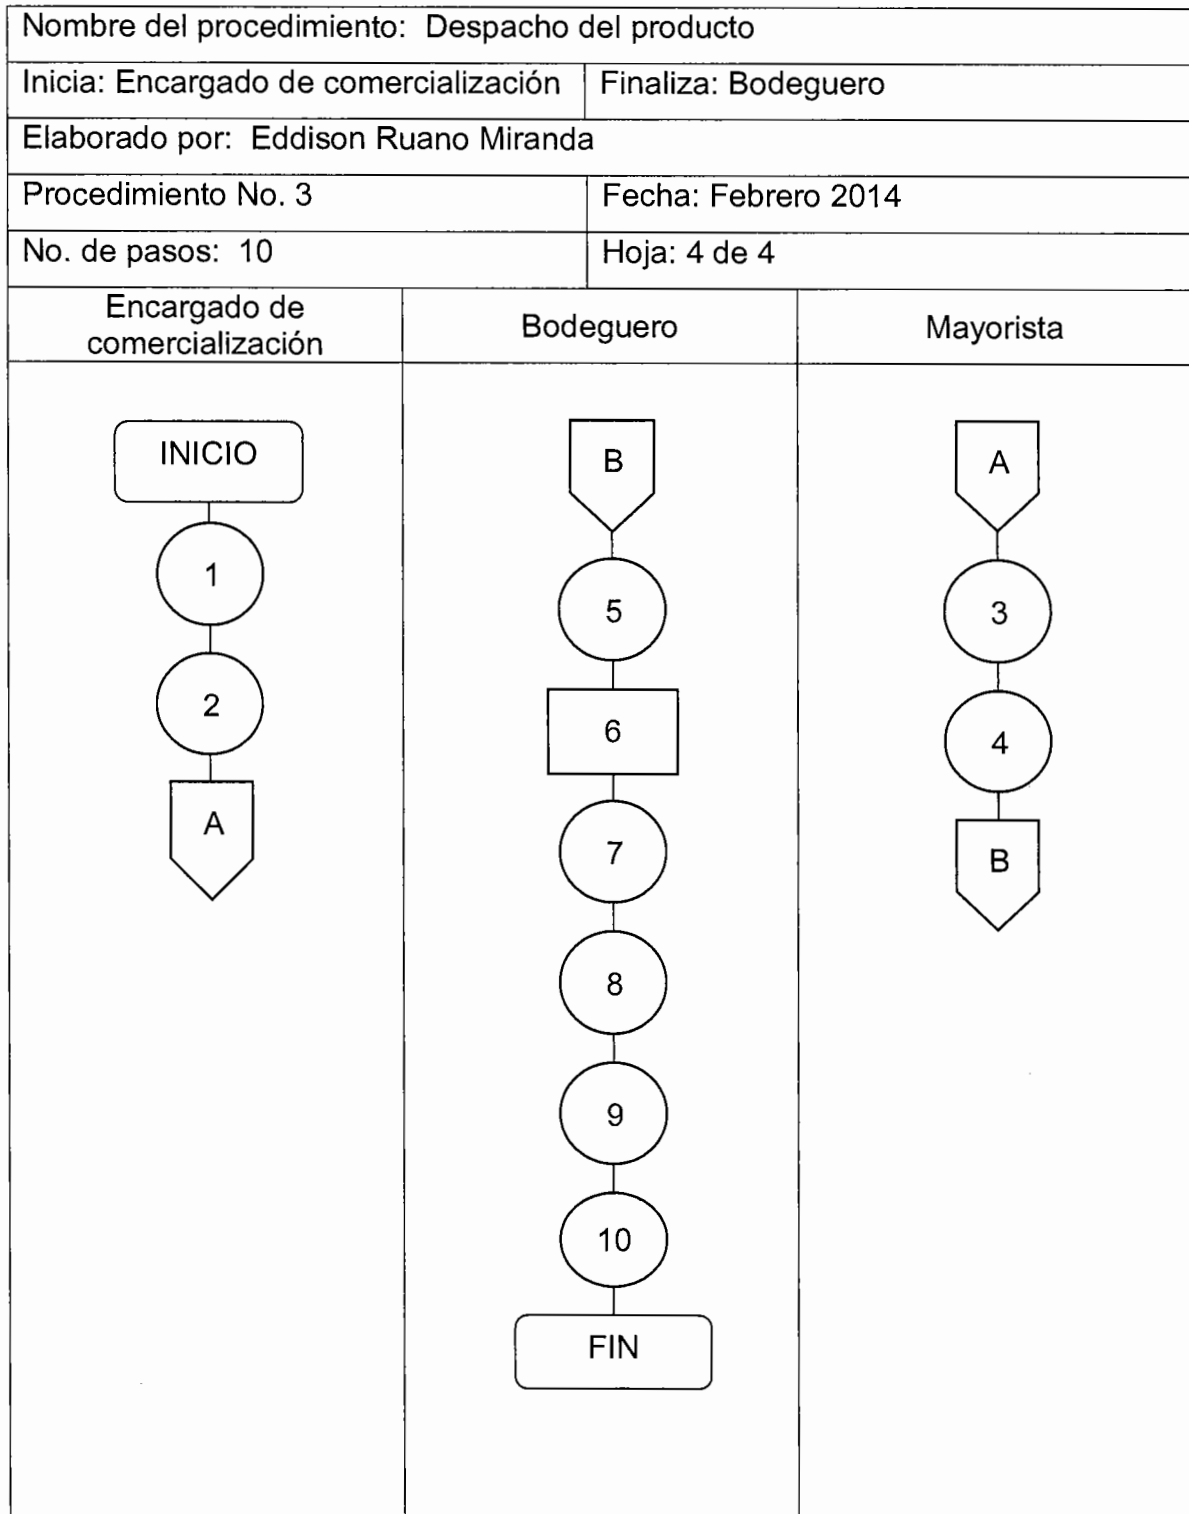 Nombre del procedimiento: Despacho del producto
Inicia: Encargado de comercialización
Finaliza: Bodeguero
Elaborado por: Eddison Ruano Miranda
Procedimiento No. 3
Fecha: Febrero 2014
No. de pasos: 10
Hoja: 4 de 4
Encargado de
comercialización
Bodeguero
Mayorista
INICIO
1
2
A
B
5
6
7
8
9
10
FIN
A
3
4
B